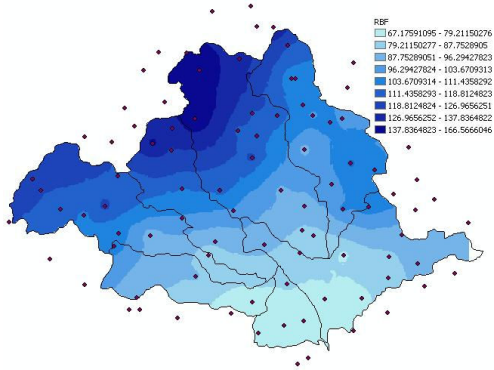 RBF
67.17591095 - 79.21150276
79.21150277 - 87.7528905
87.75289051 - 96.29427823
96.29427824 - 103.6709313
103.6709314 - 111.4358292
111.4358293 - 118.8124823
118.8124824 - 126.9656251
126.9656252 - 137.8364822
137.8364823 - 166.5666046